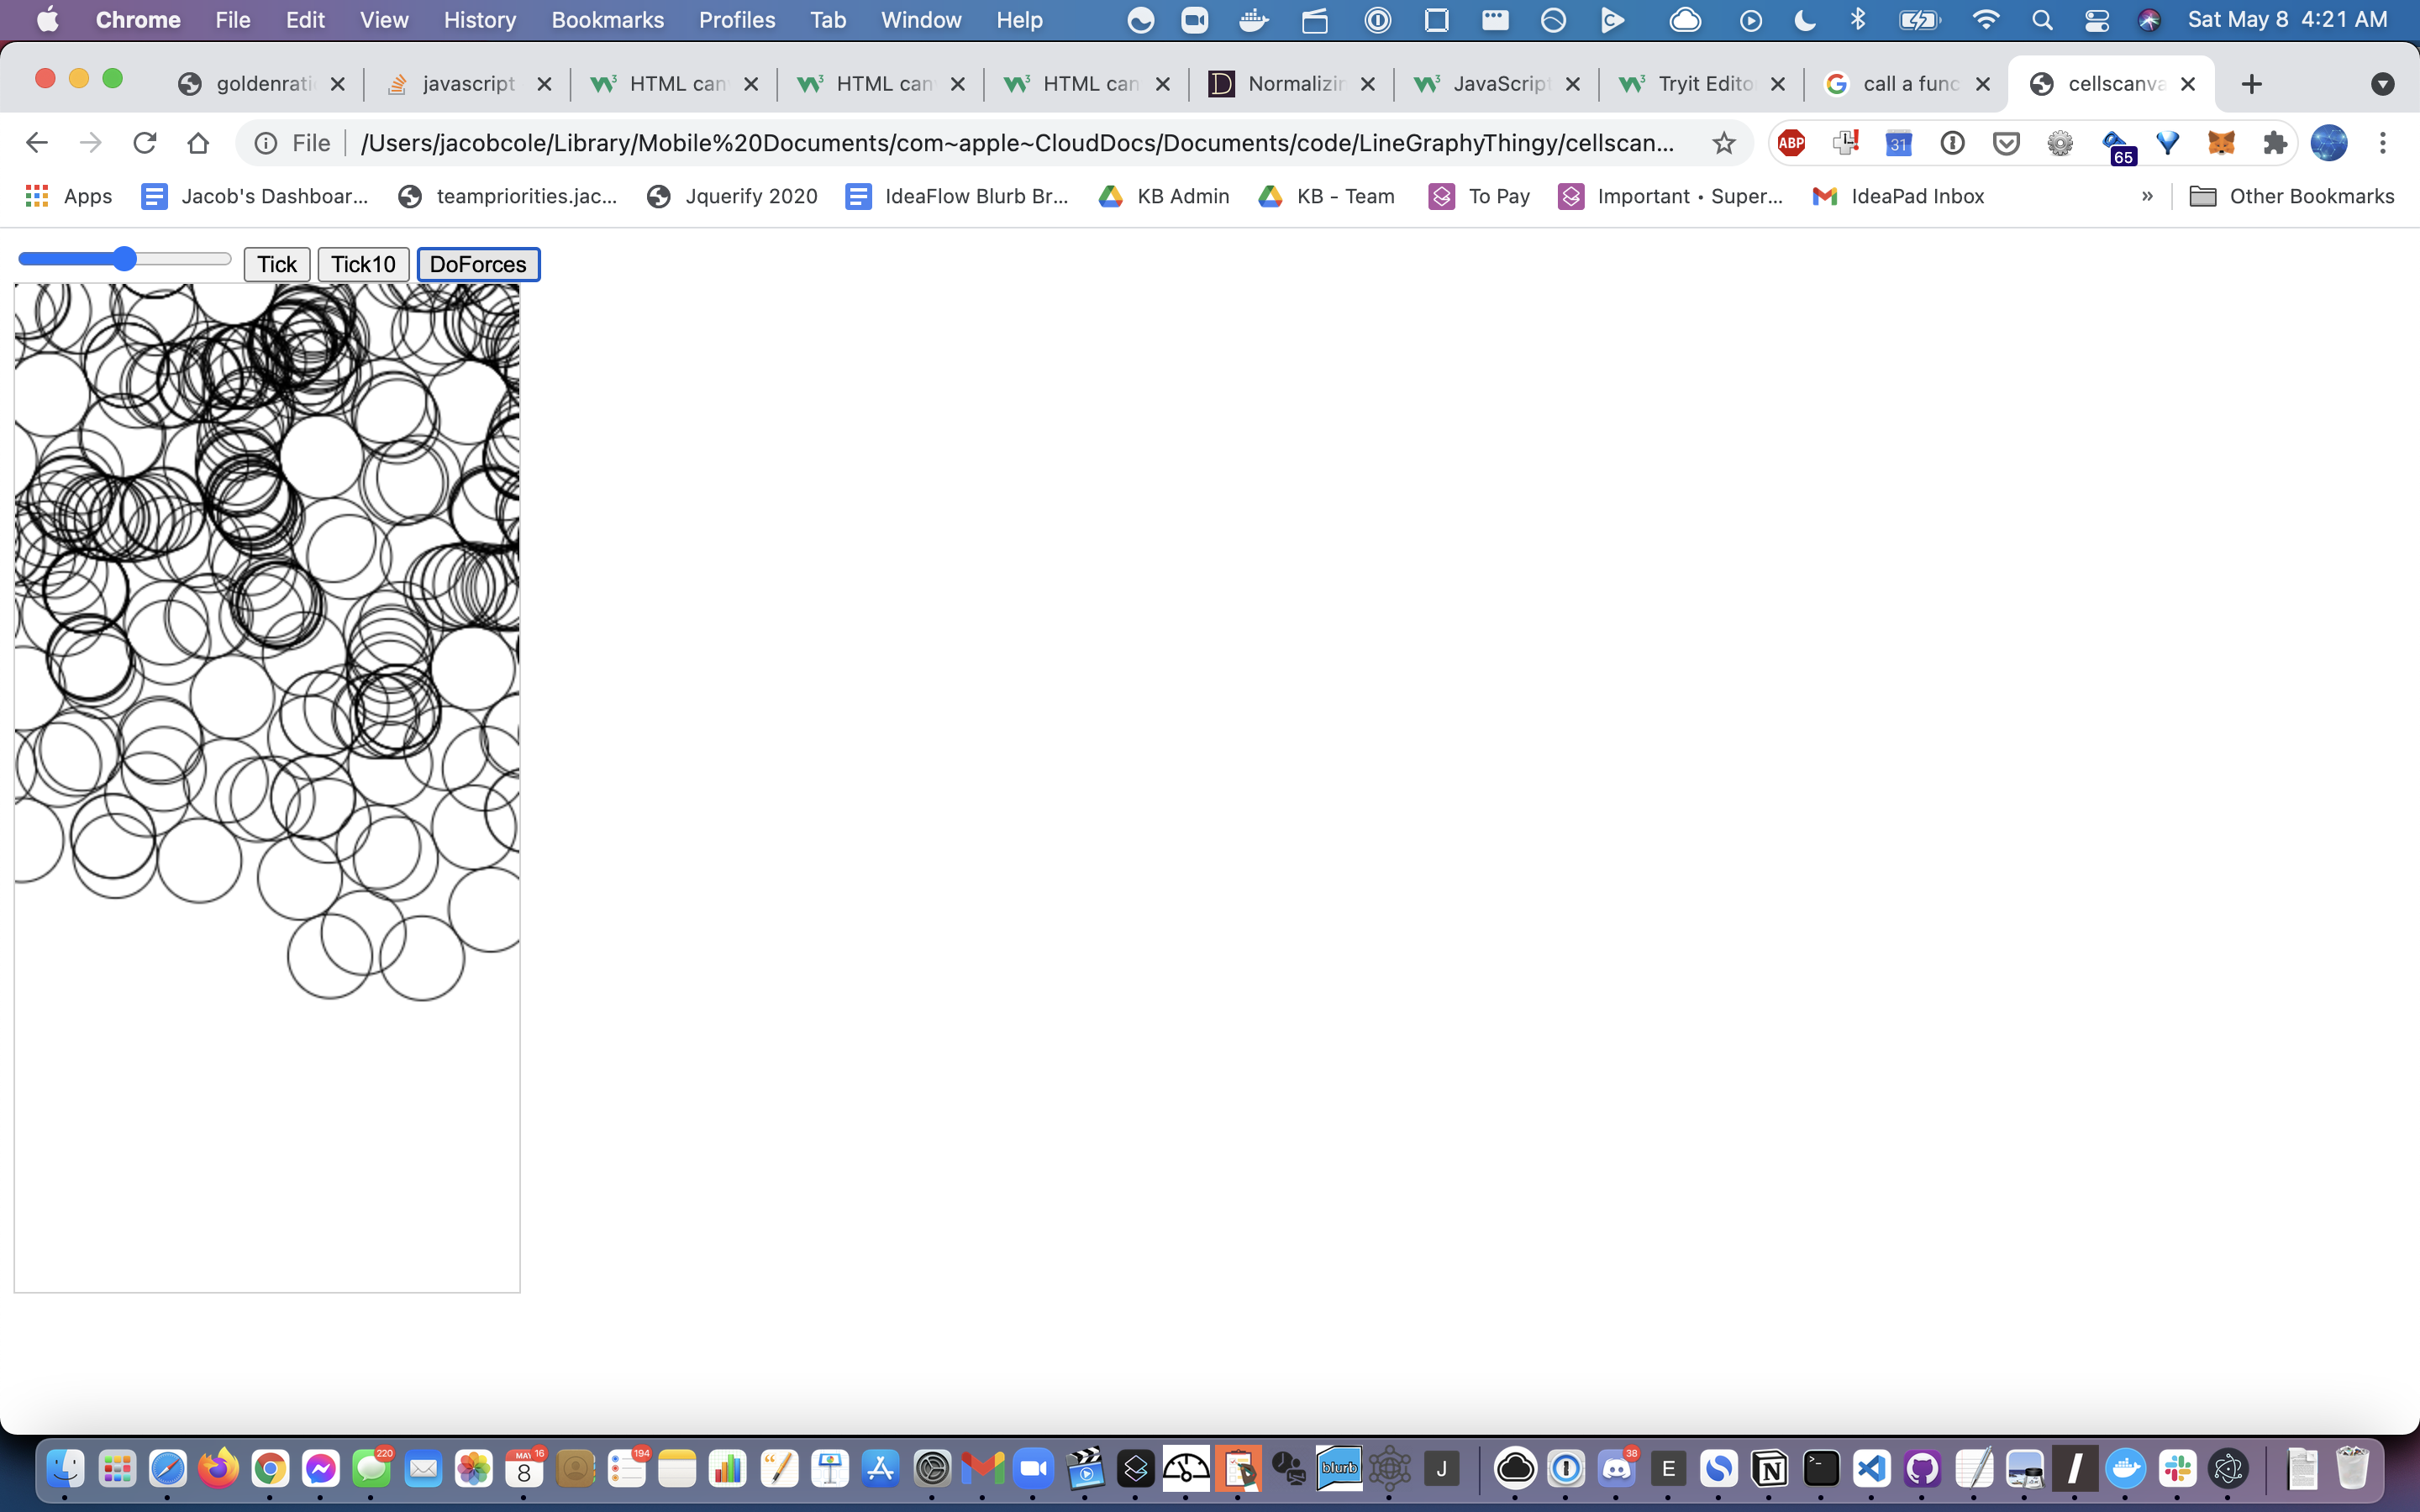 Chrome File Edit View History Bookmarks Profiles Tab Window Help Sat May 8 4:21 AM
goldenrati javascript HTML can HTML can HTML can Normalizin JavaScript Tryit Edito call a func cellscanva
File /Users/jacobcole/Library/Mobile%20Documents/com~apple~CloudDocs/Documents/code/LineGraphyThingy/cellscan... ABP 31 65
Apps Jacob's Dashboar... teampriorities.jac... Jquerify 2020 IdeaFlow Blurb Br... KB Admin KB - Team To Pay Important • Super... IdeaPad Inbox » Other Bookmarks
Tick Tick10 DoForces
220 MAY 8 16 194 blurb J 38 E